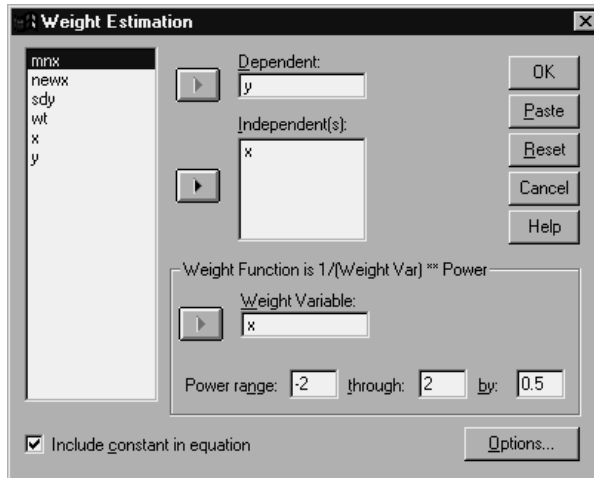 Weight Estimation
mnx
newx
sdy
wt
x
y
Dependent:
y
Independent(s):
x
OK
Paste
Reset
Cancel
Help
Weight Function is 1/(Weight Var) ** Power
Weight Variable:
x
Power range: -2 through: 2 by: 0.5
Include constant in equation
Options...